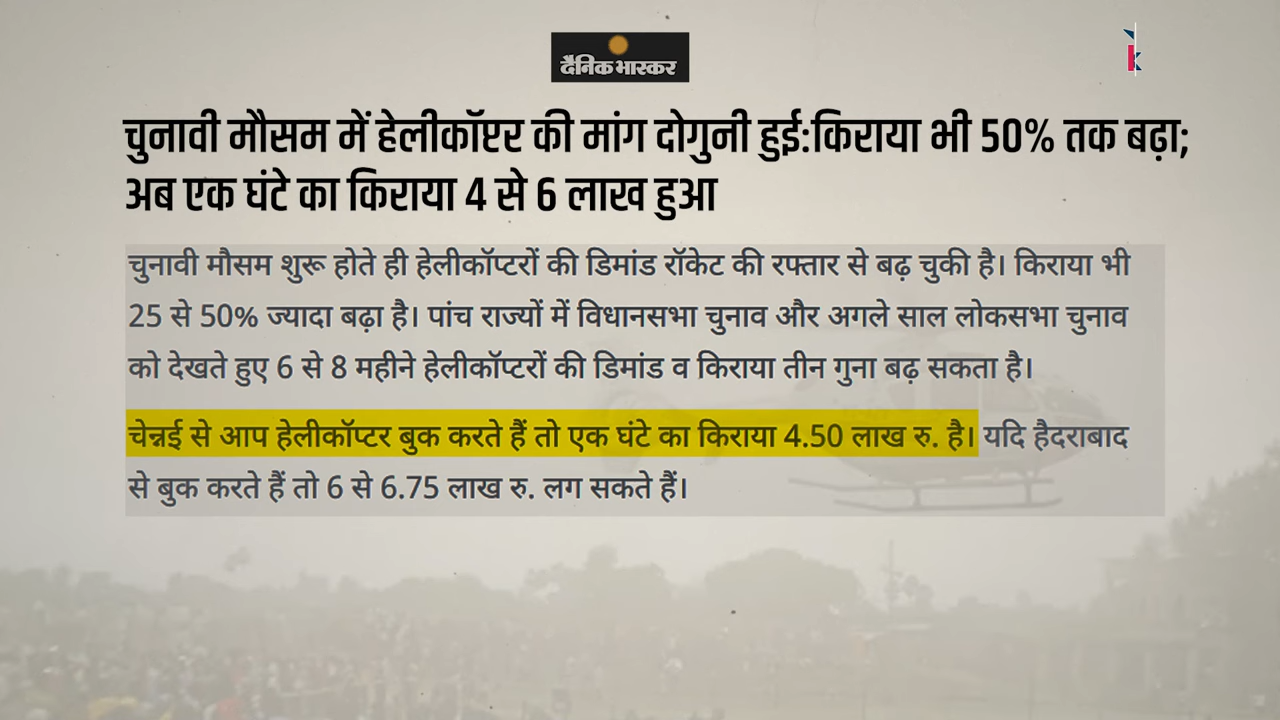 दैनिक भास्कर
चुनावी मौसम में हेलीकॉप्टर की मांग दोगुनी हुई:किराया भी 50% तक बढ़ा;
अब एक घंटे का किराया 4 से 6 लाख हुआ
चुनावी मौसम शुरू होते ही हेलीकॉप्टरों की डिमांड रॉकेट की रफ्तार से बढ़ चुकी है। किराया भी
25 से 50% ज्यादा बढ़ा है। पांच राज्यों में विधानसभा चुनाव और अगले साल लोकसभा चुनाव
को देखते हुए 6 से 8 महीने हेलीकॉप्टरों की डिमांड व किराया तीन गुना बढ़ सकता है।
चेन्नई से आप हेलीकॉप्टर बुक करते हैं तो एक घंटे का किराया 4.50 लाख रु. है। यदि हैदराबाद
से बुक करते हैं तो 6 से 6.75 लाख रु. लग सकते हैं।